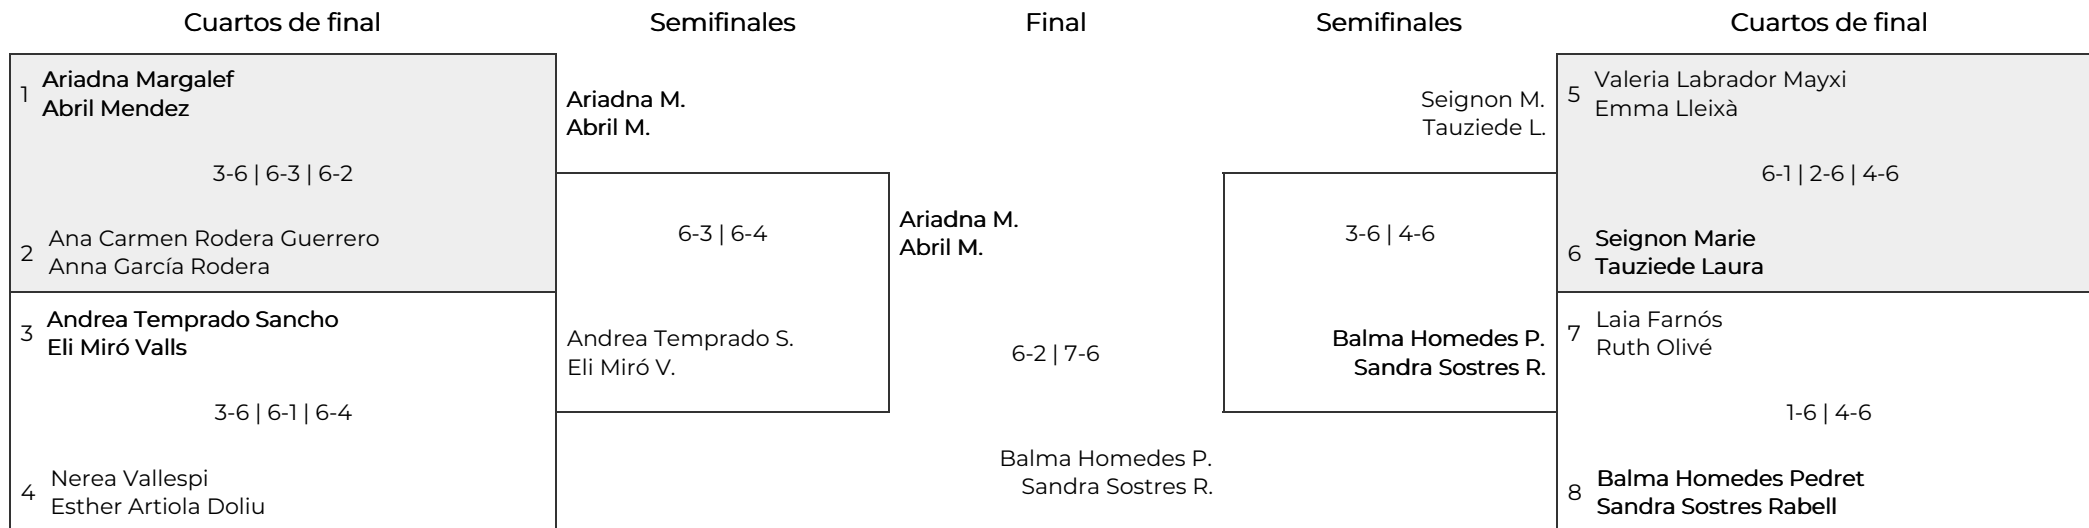 Cuartos de final
Semifinales
Final
Semifinales
Cuartos de final
1
Ariadna Margalef
Abril Mendez
3-6 | 6-3 | 6-2
2
Ana Carmen Rodera Guerrero
Anna García Rodera
3
Andrea Temprado Sancho
Eli Miró Valls
3-6 | 6-1 | 6-4
4
Nerea Vallespi
Esther Artiola Doliu
Ariadna M.
Abril M.
6-3 | 6-4
Andrea Temprado S.
Eli Miró V.
Ariadna M.
Abril M.
6-2 | 7-6
Balma Homedes P.
Sandra Sostres R.
Seignon M.
Tauziede L.
3-6 | 4-6
Balma Homedes P.
Sandra Sostres R.
5
Valeria Labrador Mayxi
Emma Lleixà
6-1 | 2-6 | 4-6
6
Seignon Marie
Tauziede Laura
7
Laia Farnós
Ruth Olivé
1-6 | 4-6
8
Balma Homedes Pedret
Sandra Sostres Rabell